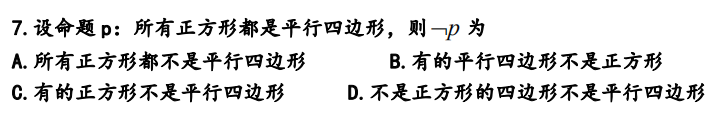 7.设命题p：所有正方形都是平行四边形，则¬p 为
A.所有正方形都不是平行四边形 B.有的平行四边形不是正方形
C.有的正方形不是平行四边形 D.不是正方形的四边形不是平行四边形